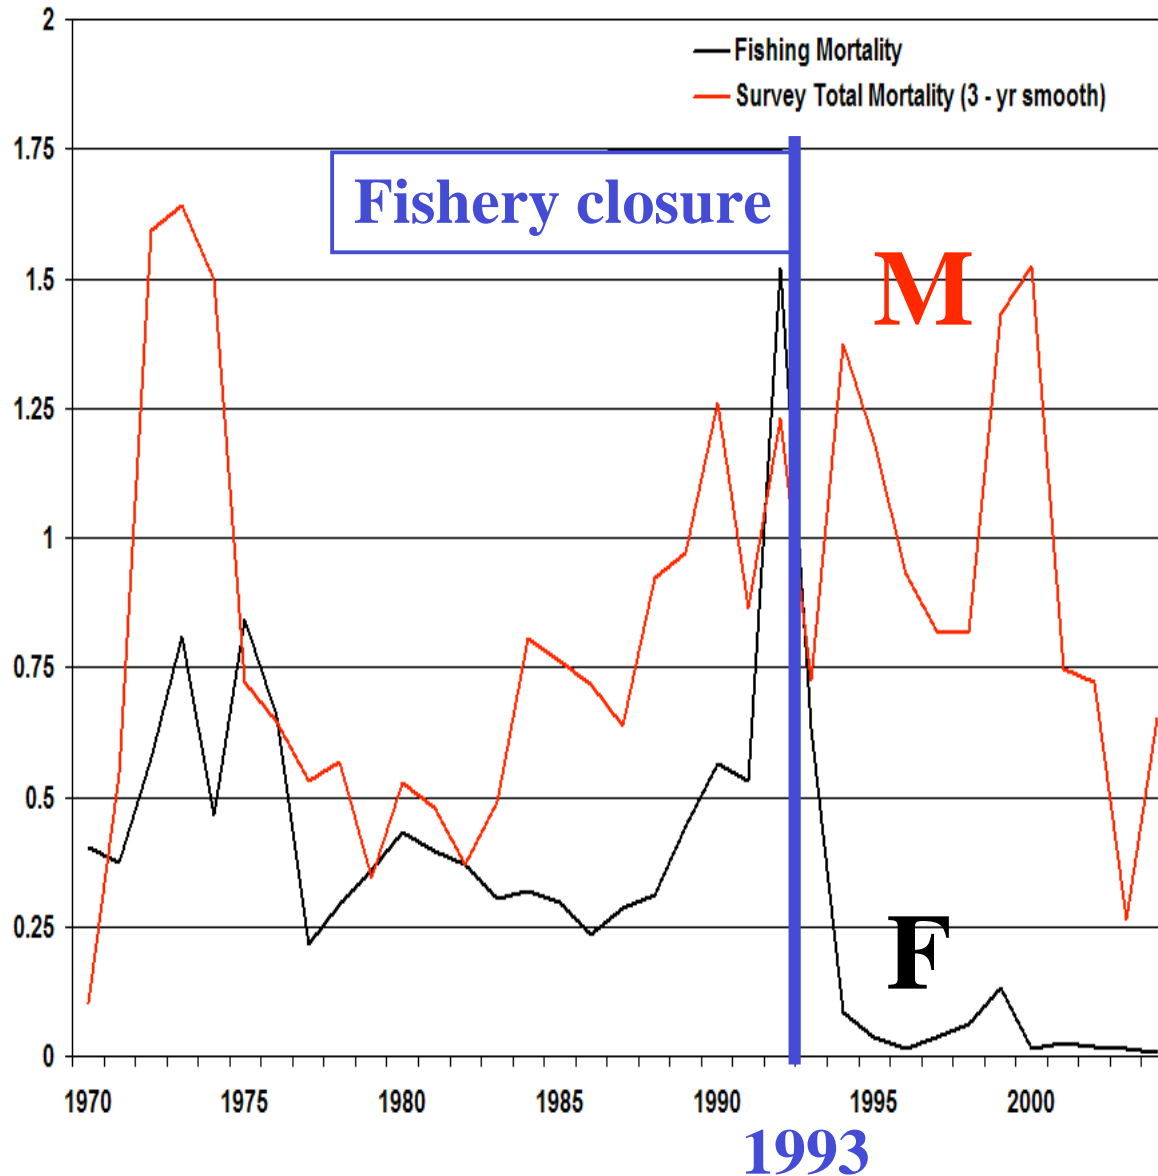 2
Fishing Mortality
Survey Total Mortality (3 - yr smooth)
1.75
Fishery closure
1.5
M
1.25
1
0.75
0.5
0.25
F
0
1970 1975 1980 1985 1990 1995 2000
1993